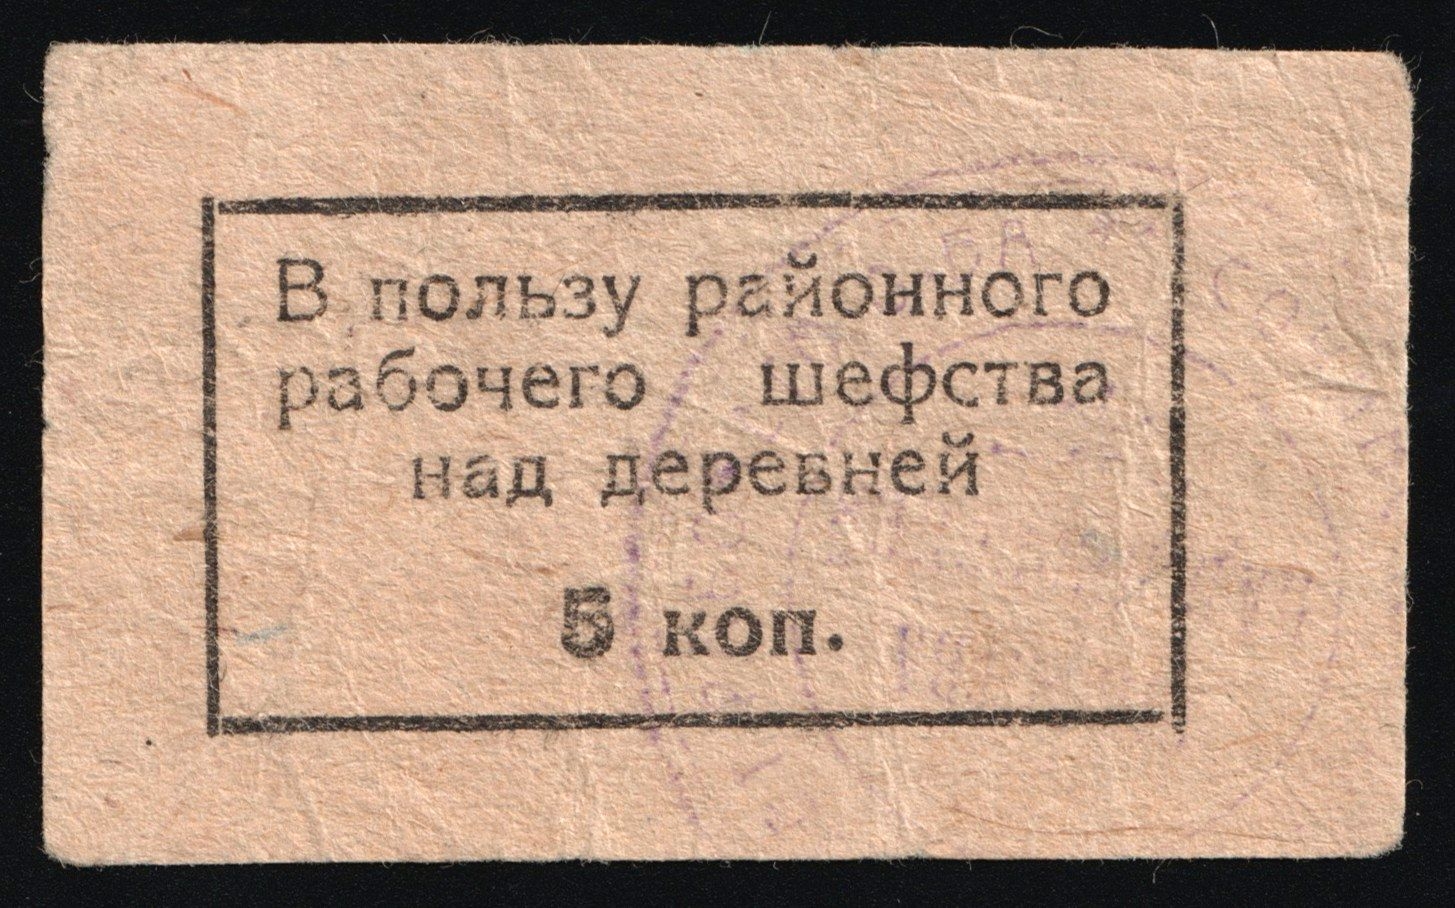 В пользу районного
рабочего шефства
над деревней
5 коп.